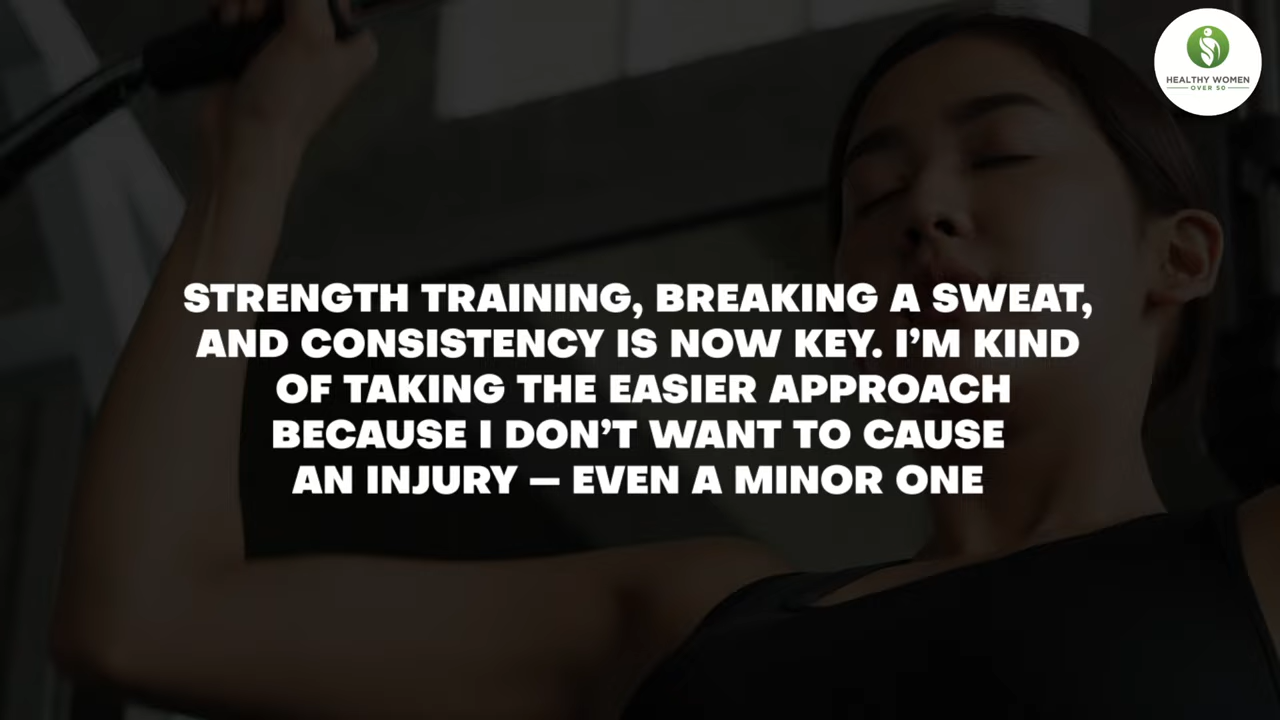 HEALTHY WOMEN
OVER 50
STRENGTH TRAINING, BREAKING A SWEAT,
AND CONSISTENCY IS NOW KEY. I’M KIND
OF TAKING THE EASIER APPROACH
BECAUSE I DON’T WANT TO CAUSE
AN INJURY – EVEN A MINOR ONE